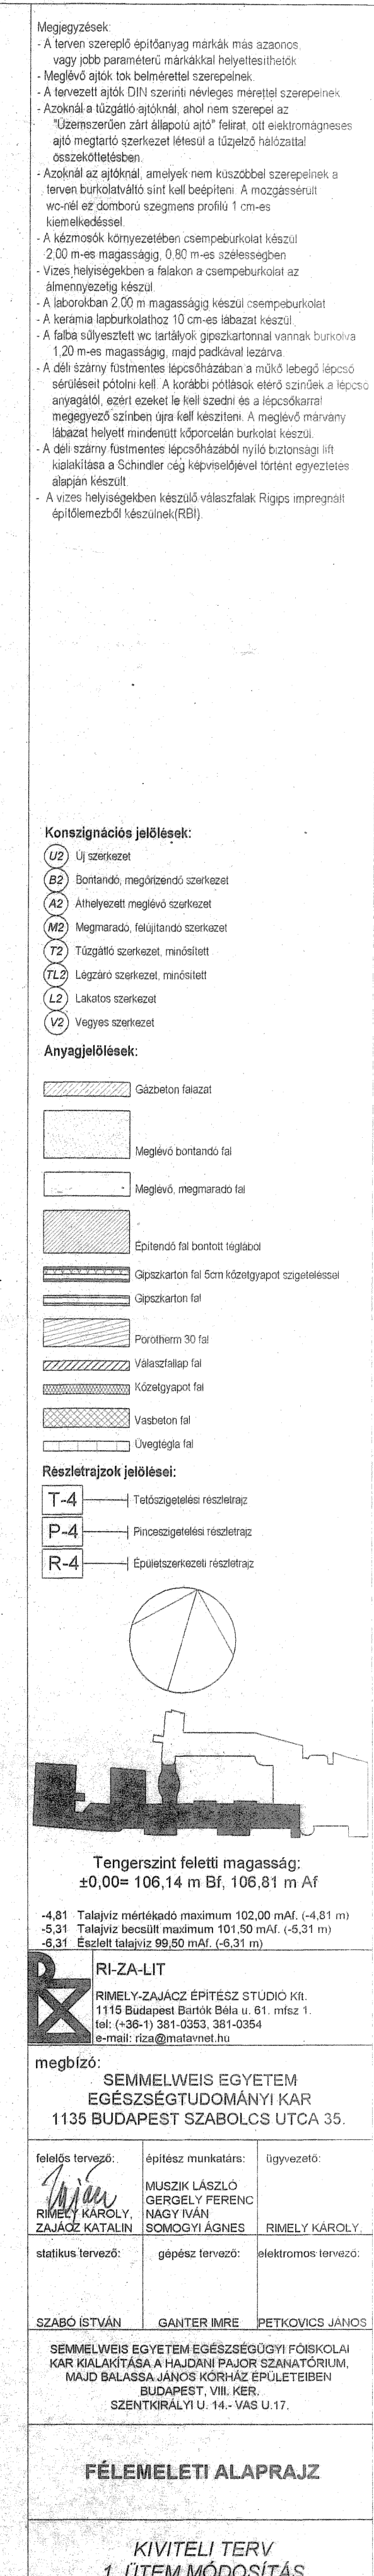 Megjegyzések:
- A terven szereplő építőanyag márkák más azaonos,
vagy jobb paraméterű márkákkal helyettesíthetők
- Meglévő ajtók tok belmérettel szerepelnek.
- A tervezett ajtók DIN szerinti névleges mérettel szerepelnek
- Azoknál a tűzgátló ajtóknál, ahol nem szerepel az
"Üzemszerűen zárt állapotú ajtó" felirat, ott elektromágneses
ajtó megtartó szerkezet létesül a tűzjelző hálózattal
összeköttetésben.
- Azoknál az ajtóknál, amelyek nem küszöbbel szerepelnek a
terven burkolatváltó sínt kell beépíteni. A mozgássérült
wc-nél ez domború szegmens profilú 1 cm-es
kiemelkedéssel.
- A kézmosók környezetében csempeburkolat készül
2,00 m-es magasságig, 0,80 m-es szélességben
- Vizes helyiségekben a falakon a csempeburkolat az
álmennyezetig készül.
- A laborokban 2,00 m magasságig készül csempeburkolat
- A kerámia lapburkolathoz 10 cm-es lábazat készül.
- A falba sűlyesztett wc tartályok gipszkartonnal vannak burkolva
1,20 m-es magasságig, majd padkával lezárva.
- A déli szárny füstmentes lépcsőházában a műkő lebegő lépcső
sérüléseit pótolni kell. A korábbi pótlások eltérő színűek a lépcső
anyagától, ezért ezeket le kell szedni és a lépcsőkarral
megegyező színben újra kell készíteni. A meglévő márvány
lábazat helyett mindenütt kőporcelán burkolat készül.
- A déli szárny füstmentes lépcsőházából nyíló biztonsági lift
kialakítása a Schindler cég képviselőjével történt egyeztetés
alapján készült.
- A vizes helyiségekben készülő válaszfalak Rigips impregnált
építőlemezből készülnek(RBI).
Konszignációs jelölések:
U2 Új szerkezet
B2 Bontandó, megőrizendő szerkezet
A2 Áthelyezett meglévő szerkezet
M2 Megmaradó, felújítandó szerkezet
T2 Tűzgátló szerkezet, minősített
TL2 Légzáró szerkezet, minősített
L2 Lakatos szerkezet
V2 Vegyes szerkezet
Anyagjelölések:
Gázbeton falazat
Meglévő bontandó fal
Meglévő, megmaradó fal
Építendő fal bontott téglából
Gipszkarton fal 5cm kőzetgyapot szigeteléssel
Gipszkarton fal
Porotherm 30 fal
Válaszfallap fal
Kőzetgyapot fal
Vasbeton fal
Üvegtégla fal
Részletrajzok jelölései:
T-4 Tetőszigetelési részletrajz
P-4 Pinceszigetelési részletrajz
R-4 Épületszerkezeti részletrajz
Tengerszint feletti magasság:
±0,00= 106,14 m Bf, 106,81 m Af
-4,81 Talajvíz mértékadó maximum 102,00 mAf. (-4,81 m)
-5,31 Talajvíz becsült maximum 101,50 mAf. (-5,31 m)
-6,31 Észlelt talajvíz 99,50 mAf. (-6,31 m)
RI-ZA-LIT
RIMELY-ZAJÁCZ ÉPÍTÉSZ STÚDIÓ Kft.
1115 Budapest Bartók Béla u. 61. mfsz 1.
tel: (+36-1) 381-0353, 381-0354
e-mail: riza@matavnet.hu
megbízó:
SEMMELWEIS EGYETEM
EGÉSZSÉGTUDOMÁNYI KAR
1135 BUDAPEST SZABOLCS UTCA 35.
felelős tervező:
RIMELY KÁROLY,
ZAJÁCZ KATALIN
építész munkatárs:
MUSZIK LÁSZLÓ
GERGELY FERENC
NAGY IVÁN
SOMOGYI ÁGNES
ügyvezető:
RIMELY KÁROLY
statikus tervező:
SZABÓ ISTVÁN
gépész tervező:
GANTER IMRE
elektromos tervező:
PETKOVICS JÁNOS
SEMMELWEIS EGYETEM EGÉSZSÉGÜGYI FŐISKOLAI
KAR KIALAKÍTÁSA A HAJDANI PAJOR SZANATÓRIUM,
MAJD BALASSA JÁNOS KÓRHÁZ ÉPÜLETEIBEN
BUDAPEST, VIII. KER.
SZENTKIRÁLYI U. 14.- VAS U.17.
FÉLEMELETI ALAPRAJZ
KIVITELI TERV
1. ÜTEM MÓDOSÍTÁS